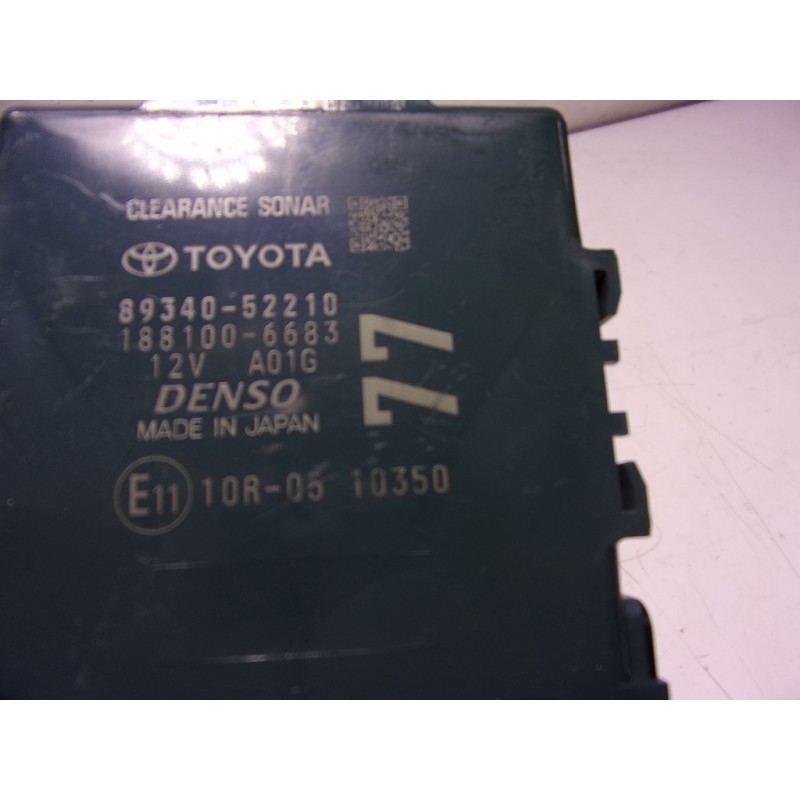 CLEARANCE SONAR
TOYOTA
89340-52210
188100-6683
12V A01G
DENSO
MADE IN JAPAN
77
E11 10R-05 10350